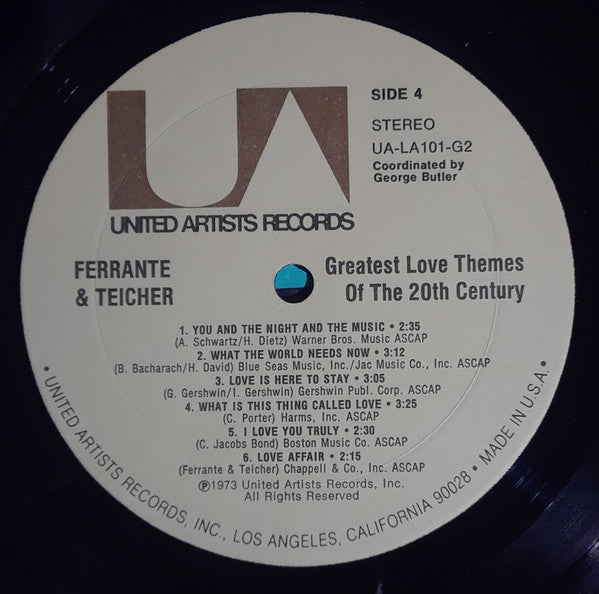 UA
SIDE 4
STEREO
UA-LA101-G2
Coordinated by
George Butler
UNITED ARTISTS RECORDS
FERRANTE
& TEICHER
Greatest Love Themes
Of The 20th Century
1. YOU AND THE NIGHT AND THE MUSIC • 2:35
(A. Schwartz/H. Dietz) Warner Bros. Music ASCAP
2. WHAT THE WORLD NEEDS NOW • 3:12
(B. Bacharach/H. David) Blue Seas Music, Inc./Jac Music Co., Inc. ASCAP
3. LOVE IS HERE TO STAY • 3:05
(G. Gershwin/I. Gershwin) Gershwin Publ. Corp. ASCAP
4. WHAT IS THIS THING CALLED LOVE • 3:25
(C. Porter) Harms, Inc. ASCAP
5. I LOVE YOU TRULY • 2:30
(C. Jacobs Bond) Boston Music Co. ASCAP
6. LOVE AFFAIR • 2:15
(Ferrante & Teicher) Chappell & Co., Inc. ASCAP
℗1973 United Artists Records, Inc.
All Rights Reserved
• UNITED ARTISTS RECORDS, INC., LOS ANGELES, CALIFORNIA 90028 • MADE IN U.S.A. •